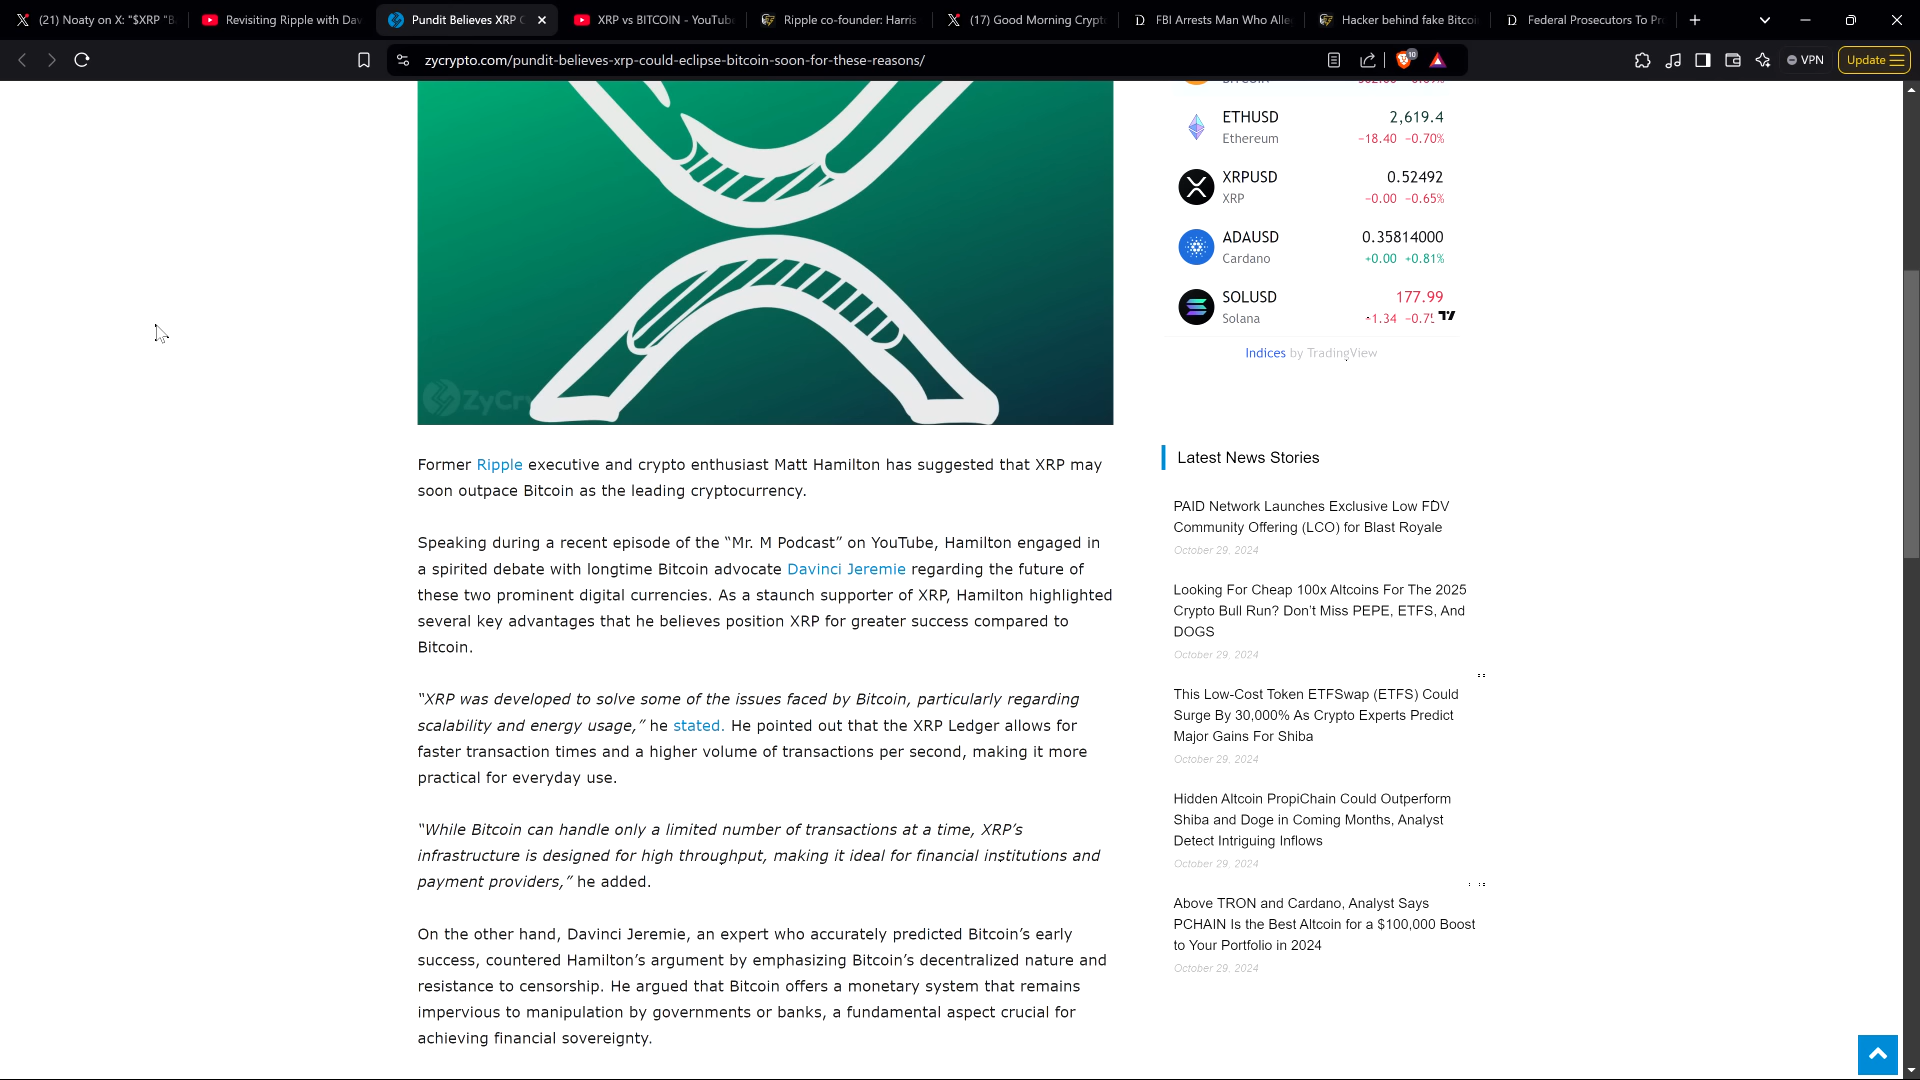 (21) Noaty on X: "$XRP "B
Revisiting Ripple with Dav
Pundit Believes XRP C
XRP vs BITCOIN - YouTub
Ripple co-founder: Harris
(17) Good Morning Crypt
FBI Arrests Man Who Alle
Hacker behind fake Bitcoi
Federal Prosecutors To Pr
zycrypto.com/pundit-believes-xrp-could-eclipse-bitcoin-soon-for-these-reasons/
10
VPN
Update
ZyCry
ETHUSD 2,619.4
Ethereum −18.40 −0.70%
XRPUSD 0.52492
XRP −0.00 −0.65%
ADAUSD 0.35814000
Cardano +0.00 +0.81%
SOLUSD 177.99
Solana
Indices by TradingView
Former Ripple executive and crypto enthusiast Matt Hamilton has suggested that XRP may
soon outpace Bitcoin as the leading cryptocurrency.
Speaking during a recent episode of the “Mr. M Podcast” on YouTube, Hamilton engaged in
a spirited debate with longtime Bitcoin advocate Davinci Jeremie regarding the future of
these two prominent digital currencies. As a staunch supporter of XRP, Hamilton highlighted
several key advantages that he believes position XRP for greater success compared to
Bitcoin.
“XRP was developed to solve some of the issues faced by Bitcoin, particularly regarding
scalability and energy usage,” he stated. He pointed out that the XRP Ledger allows for
faster transaction times and a higher volume of transactions per second, making it more
practical for everyday use.
“While Bitcoin can handle only a limited number of transactions at a time, XRP’s
infrastructure is designed for high throughput, making it ideal for financial institutions and
payment providers,” he added.
On the other hand, Davinci Jeremie, an expert who accurately predicted Bitcoin’s early
success, countered Hamilton’s argument by emphasizing Bitcoin’s decentralized nature and
resistance to censorship. He argued that Bitcoin offers a monetary system that remains
impervious to manipulation by governments or banks, a fundamental aspect crucial for
achieving financial sovereignty.
Latest News Stories
PAID Network Launches Exclusive Low FDV
Community Offering (LCO) for Blast Royale
October 29, 2024
Looking For Cheap 100x Altcoins For The 2025
Crypto Bull Run? Don’t Miss PEPE, ETFS, And
DOGS
October 29, 2024
This Low-Cost Token ETFSwap (ETFS) Could
Surge By 30,000% As Crypto Experts Predict
Major Gains For Shiba
October 29, 2024
Hidden Altcoin PropiChain Could Outperform
Shiba and Doge in Coming Months, Analyst
Detect Intriguing Inflows
October 29, 2024
Above TRON and Cardano, Analyst Says
PCHAIN Is the Best Altcoin for a $100,000 Boost
to Your Portfolio in 2024
October 29, 2024